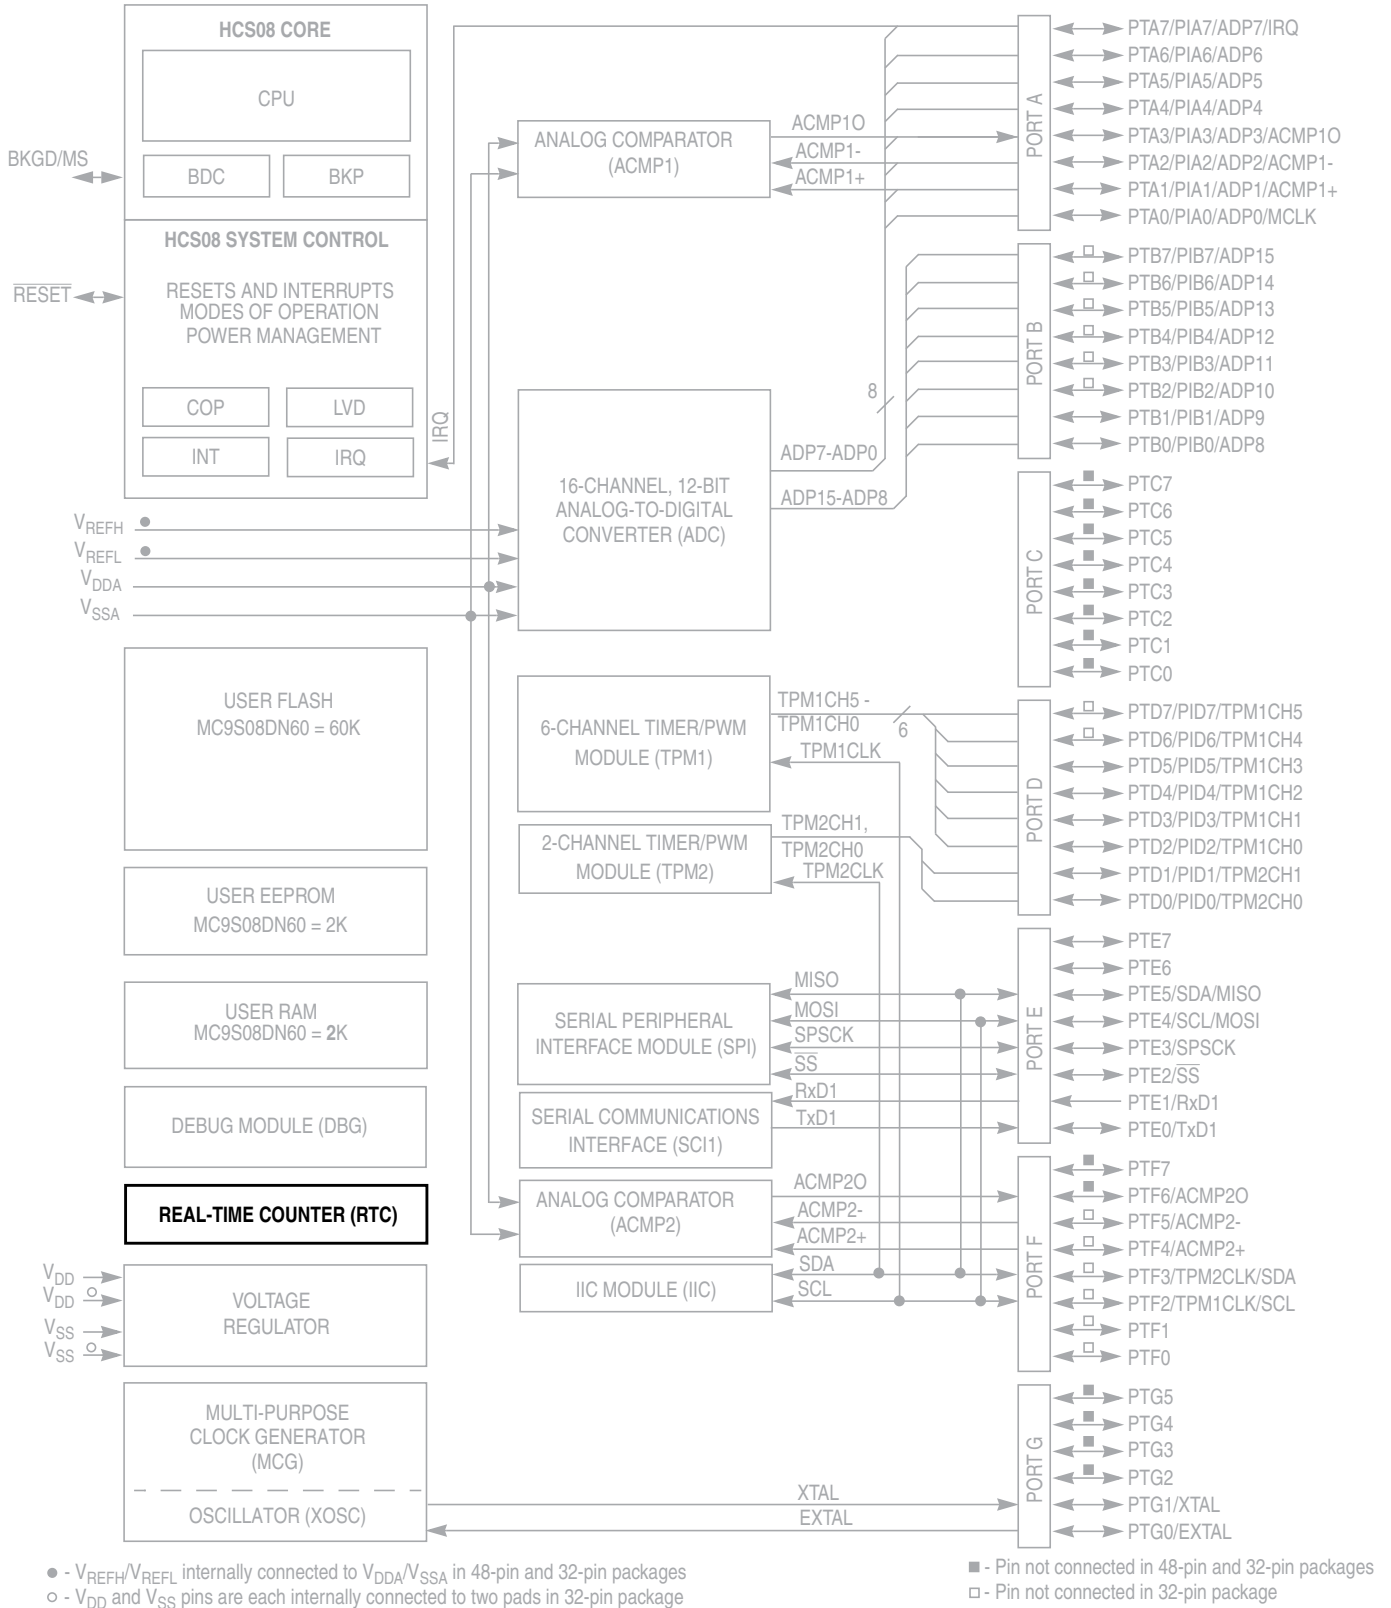 HCS08 CORE
CPU
BDC
BKP
BKGD/MS
HCS08 SYSTEM CONTROL
RESETS AND INTERRUPTS
MODES OF OPERATION
POWER MANAGEMENT
RESET
COP
LVD
INT
IRQ
IRQ
VREFH
VREFL
VDDA
VSSA
USER FLASH
MC9S08DN60 = 60K
USER EEPROM
MC9S08DN60 = 2K
USER RAM
MC9S08DN60 = 2K
DEBUG MODULE (DBG)
REAL-TIME COUNTER (RTC)
VDD
VDD
VSS
VSS
VOLTAGE
REGULATOR
MULTI-PURPOSE
CLOCK GENERATOR
(MCG)
OSCILLATOR (XOSC)
ANALOG COMPARATOR
(ACMP1)
ACMP1O
ACMP1-
ACMP1+
16-CHANNEL, 12-BIT
ANALOG-TO-DIGITAL
CONVERTER (ADC)
8
ADP7-ADP0
ADP15-ADP8
6-CHANNEL TIMER/PWM
MODULE (TPM1)
TPM1CH5 -
TPM1CH0
6
TPM1CLK
2-CHANNEL TIMER/PWM
MODULE (TPM2)
TPM2CH1,
TPM2CH0
TPM2CLK
SERIAL PERIPHERAL
INTERFACE MODULE (SPI)
MISO
MOSI
SPSCK
SS
SERIAL COMMUNICATIONS
INTERFACE (SCI1)
RxD1
TxD1
ANALOG COMPARATOR
(ACMP2)
ACMP2O
ACMP2-
ACMP2+
IIC MODULE (IIC)
SDA
SCL
XTAL
EXTAL
PORT A
PTA7/PIA7/ADP7/IRQ
PTA6/PIA6/ADP6
PTA5/PIA5/ADP5
PTA4/PIA4/ADP4
PTA3/PIA3/ADP3/ACMP1O
PTA2/PIA2/ADP2/ACMP1-
PTA1/PIA1/ADP1/ACMP1+
PTA0/PIA0/ADP0/MCLK
PORT B
PTB7/PIB7/ADP15
PTB6/PIB6/ADP14
PTB5/PIB5/ADP13
PTB4/PIB4/ADP12
PTB3/PIB3/ADP11
PTB2/PIB2/ADP10
PTB1/PIB1/ADP9
PTB0/PIB0/ADP8
PORT C
PTC7
PTC6
PTC5
PTC4
PTC3
PTC2
PTC1
PTC0
PORT D
PTD7/PID7/TPM1CH5
PTD6/PID6/TPM1CH4
PTD5/PID5/TPM1CH3
PTD4/PID4/TPM1CH2
PTD3/PID3/TPM1CH1
PTD2/PID2/TPM1CH0
PTD1/PID1/TPM2CH1
PTD0/PID0/TPM2CH0
PORT E
PTE7
PTE6
PTE5/SDA/MISO
PTE4/SCL/MOSI
PTE3/SPSCK
PTE2/SS
PTE1/RxD1
PTE0/TxD1
PORT F
PTF7
PTF6/ACMP2O
PTF5/ACMP2-
PTF4/ACMP2+
PTF3/TPM2CLK/SDA
PTF2/TPM1CLK/SCL
PTF1
PTF0
PORT G
PTG5
PTG4
PTG3
PTG2
PTG1/XTAL
PTG0/EXTAL
● - VREFH/VREFL internally connected to VDDA/VSSA in 48-pin and 32-pin packages
○ - VDD and VSS pins are each internally connected to two pads in 32-pin package
■ - Pin not connected in 48-pin and 32-pin packages
□ - Pin not connected in 32-pin package